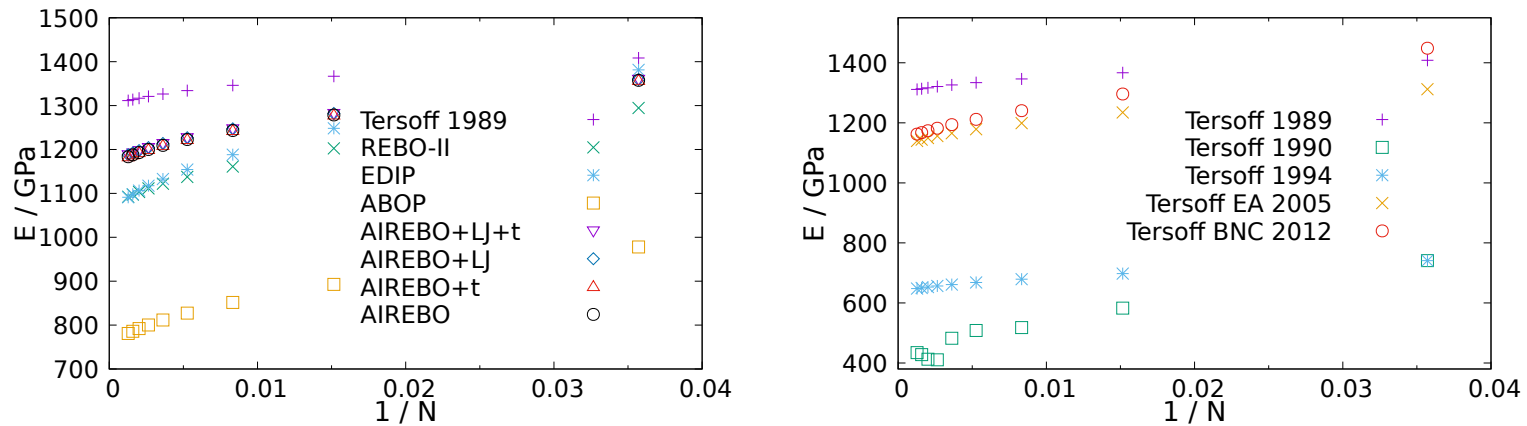 1500
1400
1300
1200
1100
1000
900
800
700
E / GPa
Tersoff 1989
REBO-II
EDIP
ABOP
AIREBO+LJ+t
AIREBO+LJ
AIREBO+t
AIREBO
0 0.01 0.02 0.03 0.04
1 / N
1400
1200
1000
800
600
400
E / GPa
Tersoff 1989
Tersoff 1990
Tersoff 1994
Tersoff EA 2005
Tersoff BNC 2012
0 0.01 0.02 0.03 0.04
1 / N